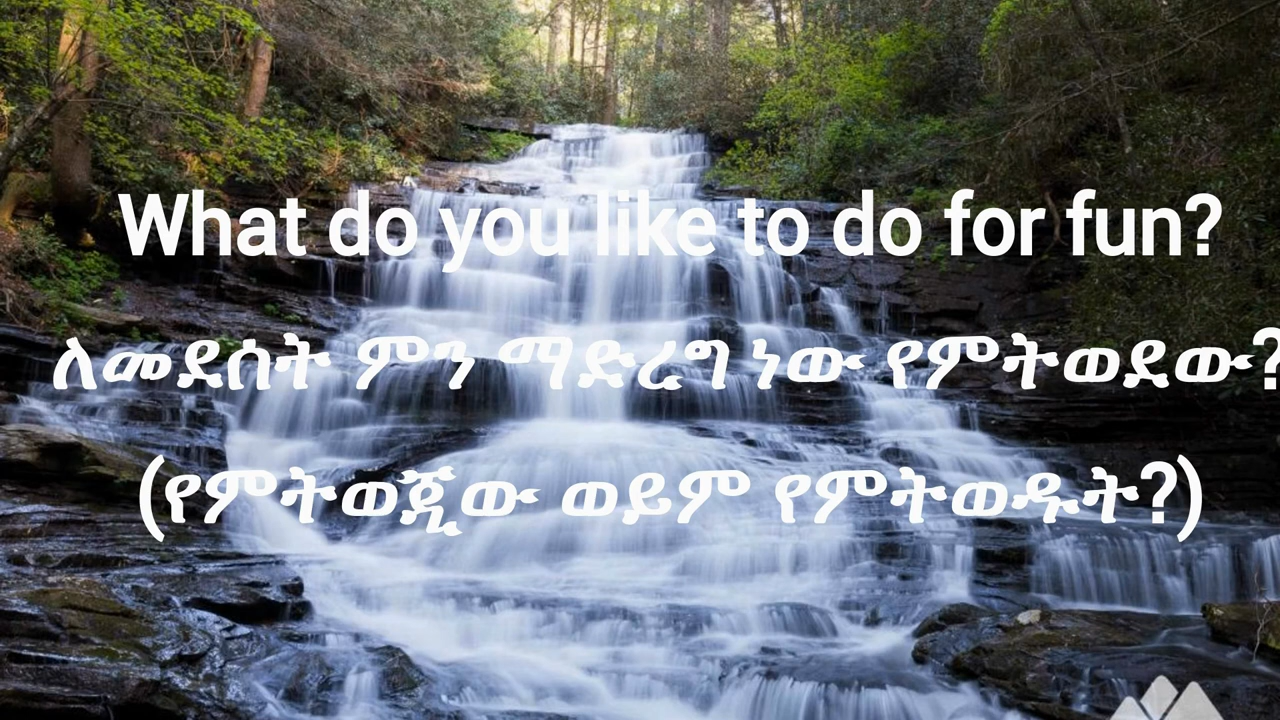 What do you like to do for fun?
ለመደሰት ምን ማድረግ ነው የምትወደው?
(የምትወጂው ወይም የምትወዱት?)